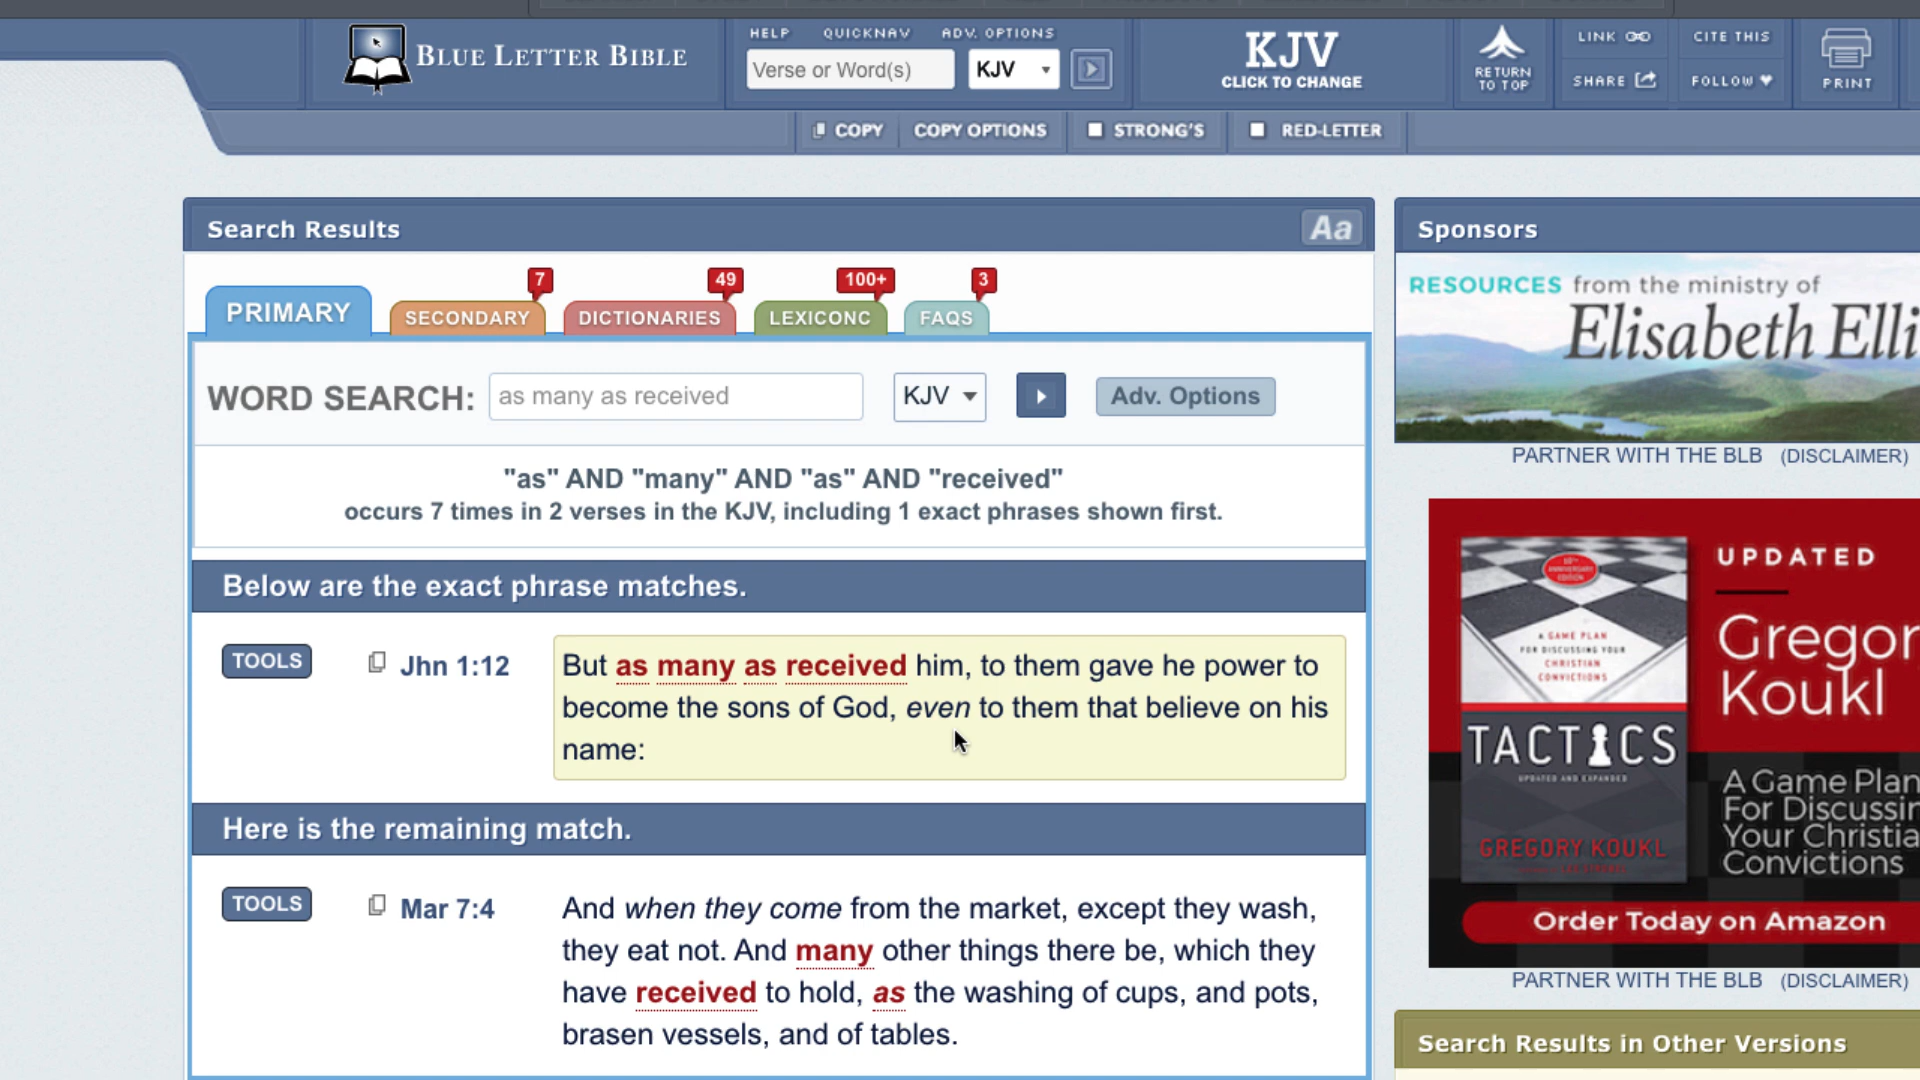 BLUE LETTER BIBLE
HELP QUICKNAV ADV. OPTIONS
Verse or Word(s) KJV
KJV
CLICK TO CHANGE
RETURN
TO TOP
LINK
SHARE
CITE THIS
FOLLOW
PRINT
COPY COPY OPTIONS STRONG'S RED-LETTER
Search Results Aa
7 49 100+ 3
PRIMARY SECONDARY DICTIONARIES LEXICONC FAQS
WORD SEARCH: as many as received KJV Adv. Options
"as" AND "many" AND "as" AND "received"
occurs 7 times in 2 verses in the KJV, including 1 exact phrases shown first.
Below are the exact phrase matches.
TOOLS Jhn 1:12 But as many as received him, to them gave he power to
become the sons of God, even to them that believe on his
name:
Here is the remaining match.
TOOLS Mar 7:4 And when they come from the market, except they wash,
they eat not. And many other things there be, which they
have received to hold, as the washing of cups, and pots,
brasen vessels, and of tables.
Sponsors
RESOURCES from the ministry of
Elisabeth Elli
PARTNER WITH THE BLB (DISCLAIMER)
A GAME PLAN
FOR DISCUSSING YOUR
CHRISTIAN
CONVICTIONS
TACTICS
UPDATED AND EXPANDED
GREGORY KOUKL
UPDATED
Gregor
Koukl
A Game Plan
For Discussin
Your Christia
Convictions
Order Today on Amazon
PARTNER WITH THE BLB (DISCLAIMER)
Search Results in Other Versions